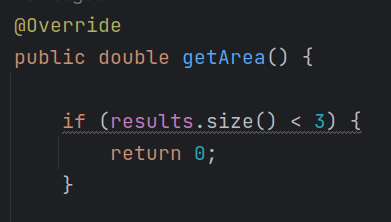 @Override
public double getArea() {
if (results.size() < 3) {
return 0;
}